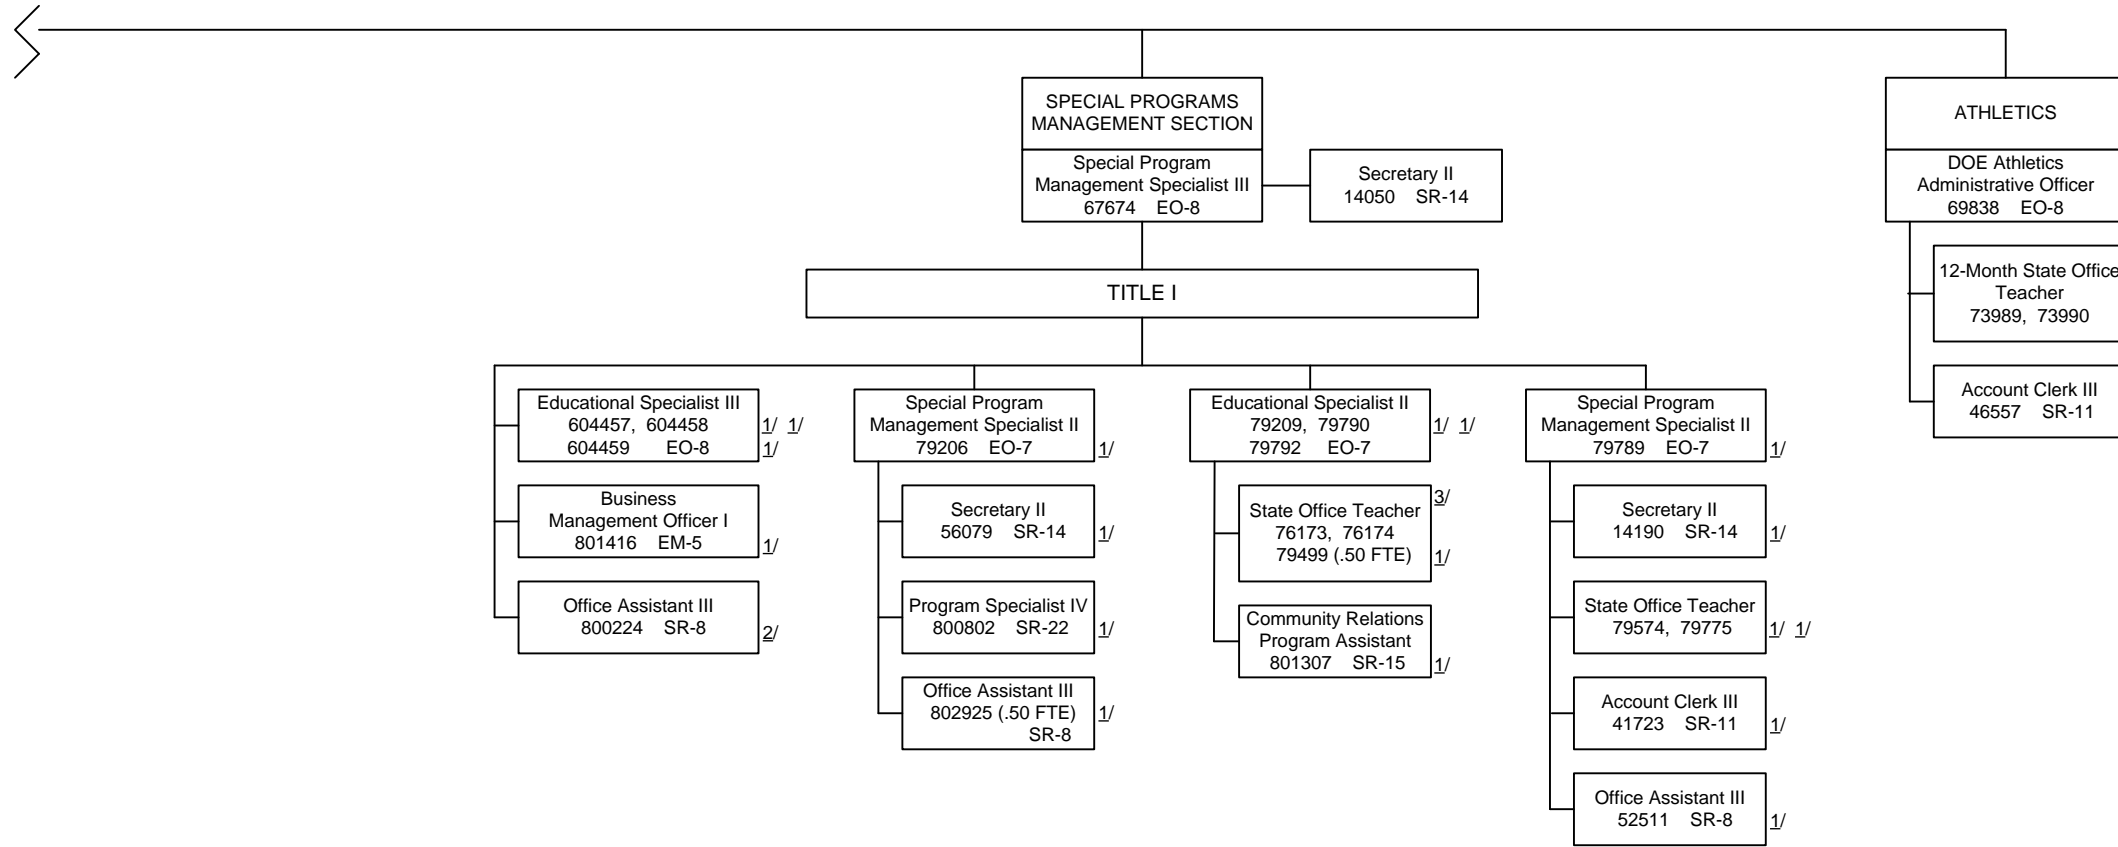 SPECIAL PROGRAMS
MANAGEMENT SECTION
Special Program
Management Specialist III
67674 EO-8
Secretary II
14050 SR-14
TITLE I
Educational Specialist III
604457, 604458 1/ 1/
604459 EO-8 1/
Business
Management Officer I
801416 EM-5 1/
Office Assistant III
800224 SR-8 2/
Special Program
Management Specialist II
79206 EO-7 1/
Secretary II
56079 SR-14 1/
Program Specialist IV
800802 SR-22 1/
Office Assistant III
802925 (.50 FTE) 1/
SR-8
Educational Specialist II
79209, 79790 1/ 1/
79792 EO-7
3/
State Office Teacher
76173, 76174
79499 (.50 FTE) 1/
Community Relations
Program Assistant
801307 SR-15 1/
Special Program
Management Specialist II
79789 EO-7 1/
Secretary II
14190 SR-14 1/
State Office Teacher
79574, 79775 1/ 1/
Account Clerk III
41723 SR-11 1/
Office Assistant III
52511 SR-8 1/
ATHLETICS
DOE Athletics
Administrative Officer
69838 EO-8
12-Month State Office
Teacher
73989, 73990
Account Clerk III
46557 SR-11